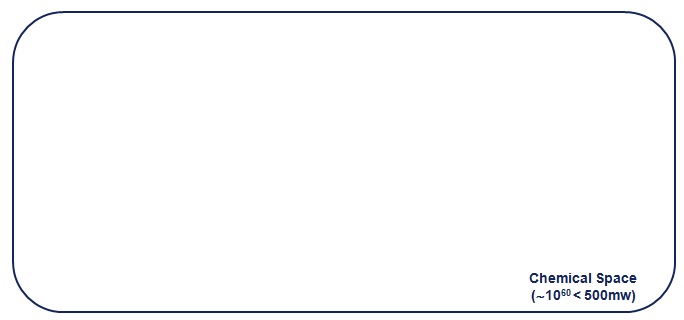 Chemical Space
(~10⁶⁰ < 500mw)